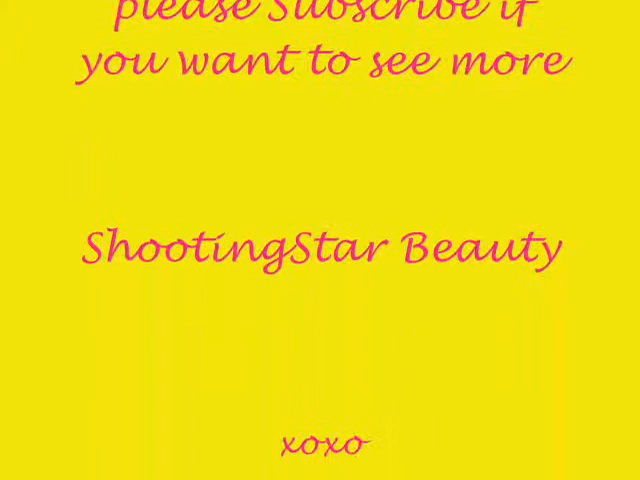 please Subscribe if
you want to see more
ShootingStar Beauty
xoxo